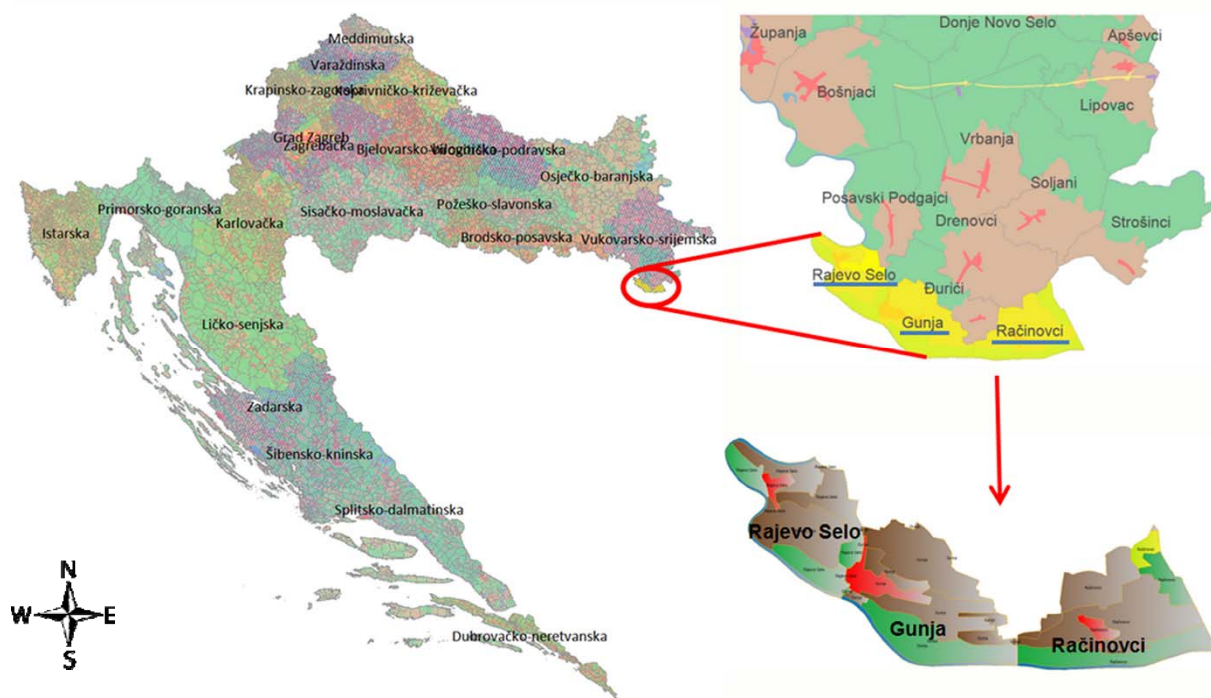 Meddimurska
Varaždinska
Krapinsko-zagorska
Koprivničko-križevačka
Grad Zagreb
Zagrebačka
Bjelovarsko-bilogorska
Virovitičko-podravska
Osječko-baranjska
Primorsko-goranska
Karlovačka
Sisačko-moslavačka
Požeško-slavonska
Istarska
Brodsko-posavska
Vukovarsko-srijemska
Ličko-senjska
Zadarska
Šibensko-kninska
Splitsko-dalmatinska
Dubrovačko-neretvanska
N
W
E
S
Županja
Donje Novo Selo
Apševci
Bošnjaci
Lipovac
Vrbanja
Soljani
Posavski Podgajci
Drenovci
Strošinci
Rajevo Selo
Đurići
Gunja
Račinovci
Rajevo Selo
Gunja
Račinovci